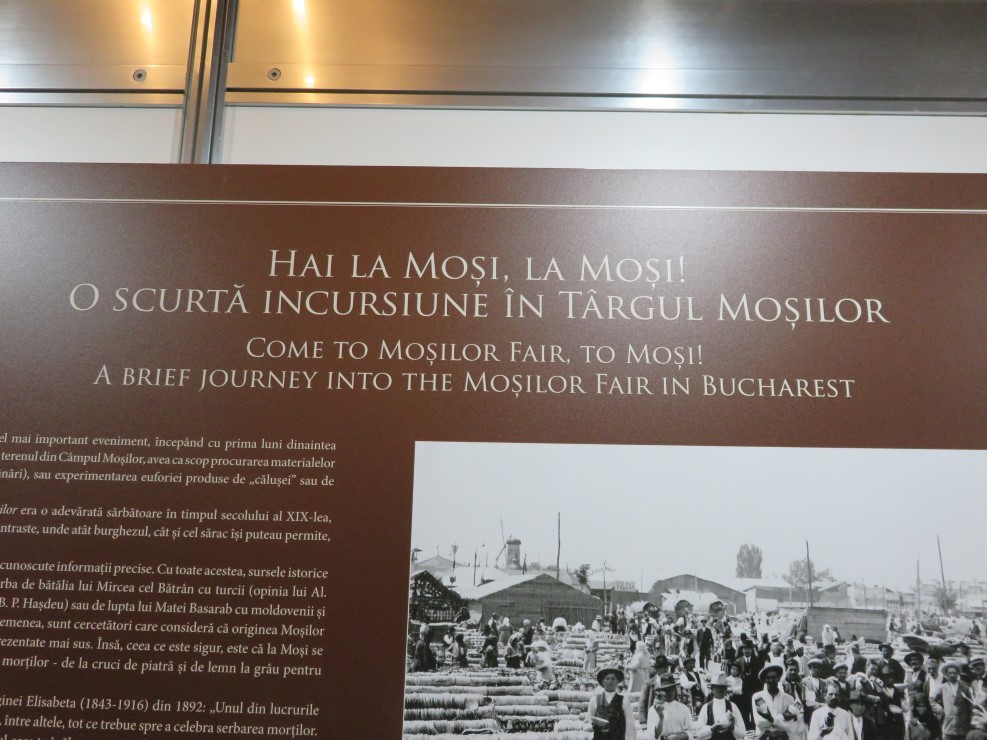 Hai la Moși, la Moși!
O scurtă incursiune în Târgul Moșilor
Come to Moșilor Fair, to Moși!
A brief journey into the Moșilor Fair in Bucharest
el mai important eveniment, începând cu prima luni dinaintea
terenul din Câmpul Moșilor, avea ca scop procurarea materialelor
nări), sau experimentarea euforiei produse de „călușei” sau de
ilor era o adevărată sărbătoare în timpul secolului al XIX-lea,
ntraste, unde atât burghezul, cât și cel sărac își puteau permite,
cunoscute informații precise. Cu toate acestea, sursele istorice
rba de bătălia lui Mircea cel Bătrân cu turcii (opinia lui Al.
B. P. Hașdeu) sau de lupta lui Matei Basarab cu moldovenii și
emenea, sunt cercetători care consideră că originea Moșilor
rezentate mai sus. Însă, ceea ce este sigur, este că la Moși se
morților - de la cruci de piatră și de lemn la grâu pentru
ginei Elisabeta (1843-1916) din 1892: „Unul din lucrurile
, între altele, tot ce trebue spre a celebra serbarea morților.